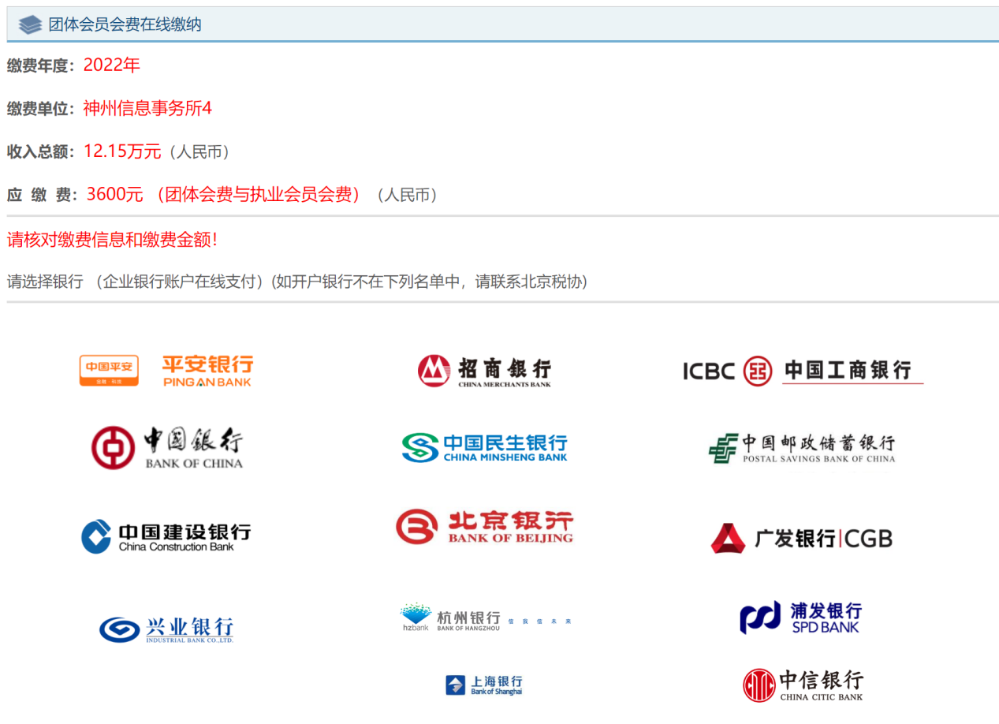 团体会员会费在线缴纳
缴费年度：2022年
缴费单位：神州信息事务所4
收入总额：12.15万元（人民币）
应 缴 费：3600元 （团体会费与执业会员会费）（人民币）
请核对缴费信息和缴费金额！
请选择银行 （企业银行账户在线支付）(如开户银行不在下列名单中，请联系北京税协)
中国平安
金融·科技
平安银行
PING AN BANK
招商银行
CHINA MERCHANTS BANK
ICBC 中国工商银行
中国銀行
BANK OF CHINA
中国民生银行
CHINA MINSHENG BANK
中国邮政储蓄银行
POSTAL SAVINGS BANK OF CHINA
中国建设银行
China Construction Bank
北京银行
BANK OF BEIJING
广发银行|CGB
兴业银行
INDUSTRIAL BANK CO.,LTD.
hzbank
杭州银行
BANK OF HANGZHOU
信 我 信 未 来
浦发银行
SPD BANK
上海银行
Bank of Shanghai
中信银行
CHINA CITIC BANK